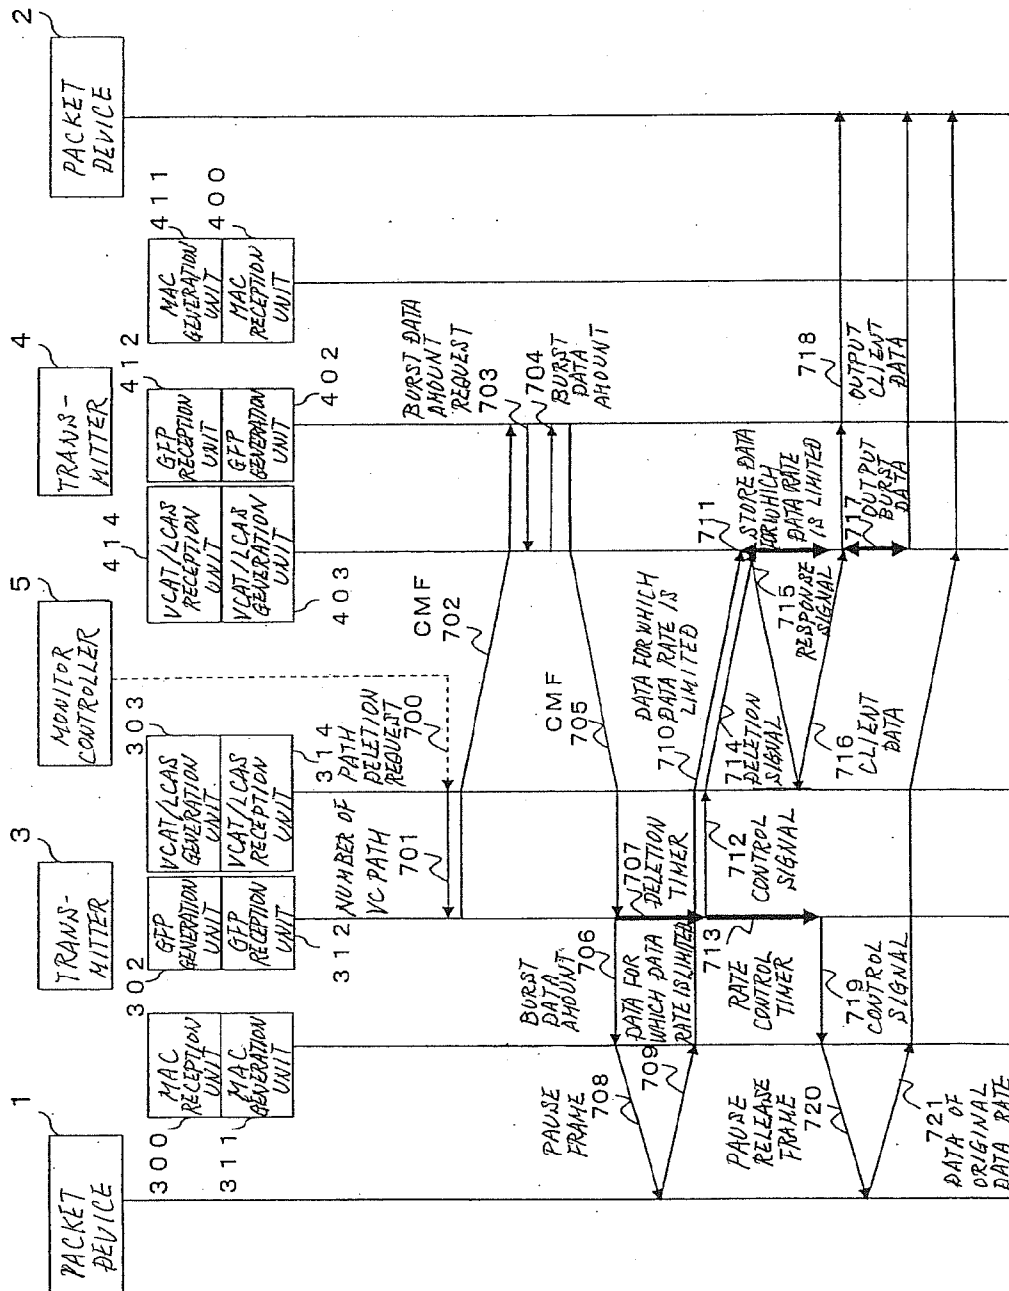 1
PACKET
DEVICE
3
TRANS-
MITTER
5
MONITOR
CONTROLLER
4
TRANS-
MITTER
2
PACKET
DEVICE
300
MAC
RECEPTION
UNIT
311
MAC
GENERATION
UNIT
302
GFP
GENERATION
UNIT
312
GFP
RECEPTION
UNIT
303
VCAT/LCAS
GENERATION
UNIT
314
VCAT/LCAS
RECEPTION
UNIT
414
VCAT/LCAS
RECEPTION
UNIT
403
VCAT/LCAS
GENERATION
UNIT
412
GFP
RECEPTION
UNIT
402
GFP
GENERATION
UNIT
411
MAC
GENERATION
UNIT
400
MAC
RECEPTION
UNIT
PATH
DELETION
REQUEST
700
NUMBER OF
VC PATH
701
CMF
702
BURST DATA
AMOUNT
REQUEST
703
704
BURST
DATA
AMOUNT
CMF
705
BURST
DATA
AMOUNT
706
707
DELETION
TIMER
PAUSE
FRAME
708
DATA FOR
WHICH DATA
RATE IS LIMITED
709
DATA FOR WHICH
DATA RATE IS
LIMITED
710
711
STORE DATA
FOR WHICH
DATA RATE
IS LIMITED
712
CONTROL
SIGNAL
713
RATE
CONTROL
TIMER
714
DELETION
SIGNAL
715
RESPONSE
SIGNAL
716
CLIENT
DATA
717
OUTPUT
BURST
DATA
718
OUTPUT
CLIENT
DATA
719
CONTROL
SIGNAL
PAUSE
RELEASE
FRAME
720
721
DATA OF
ORIGINAL
DATA RATE